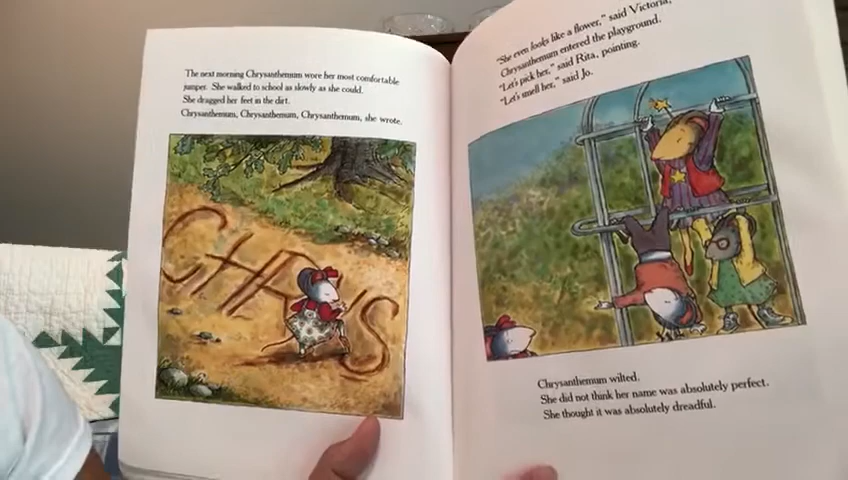 The next morning Chrysanthemum wore her most comfortable
jumper. She walked to school as slowly as she could.
She dragged her feet in the dirt.
Chrysanthemum, Chrysanthemum, Chrysanthemum, she wrote.
CHRYS
"She even looks like a flower," said Victoria,
Chrysanthemum entered the playground.
"Let's pick her," said Rita, pointing.
"Let's smell her," said Jo.
Chrysanthemum wilted.
She did not think her name was absolutely perfect.
She thought it was absolutely dreadful.